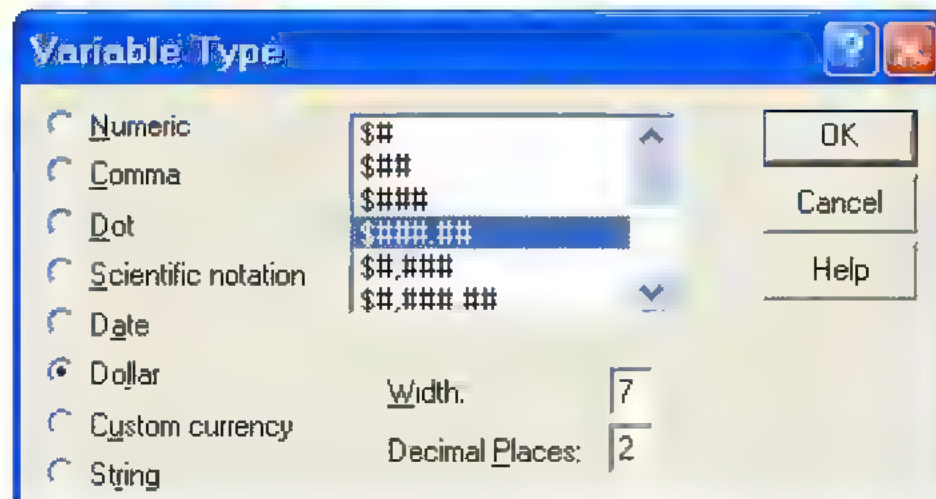 Variable Type
Numeric
Comma
Dot
Scientific notation
Date
Dollar
Custom currency
String
$#
$##
$###
$###.##
$#,###
$#,###.##
Width: 7
Decimal Places: 2
OK
Cancel
Help